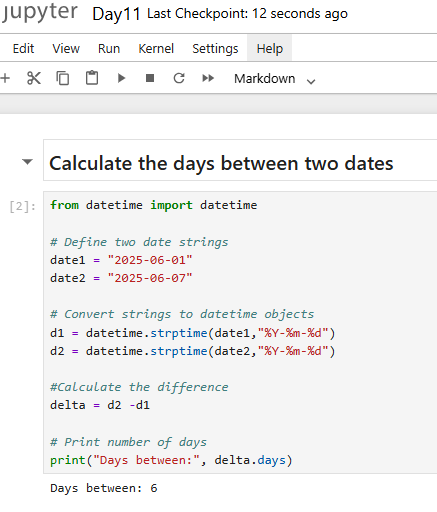 jupyter Day11 Last Checkpoint: 12 seconds ago
Edit View Run Kernel Settings Help
Markdown
Calculate the days between two dates
[2]: from datetime import datetime
# Define two date strings
date1 = "2025-06-01"
date2 = "2025-06-07"
# Convert strings to datetime objects
d1 = datetime.strptime(date1,"%Y-%m-%d")
d2 = datetime.strptime(date2,"%Y-%m-%d")
#Calculate the difference
delta = d2 -d1
# Print number of days
print("Days between:", delta.days)
Days between: 6